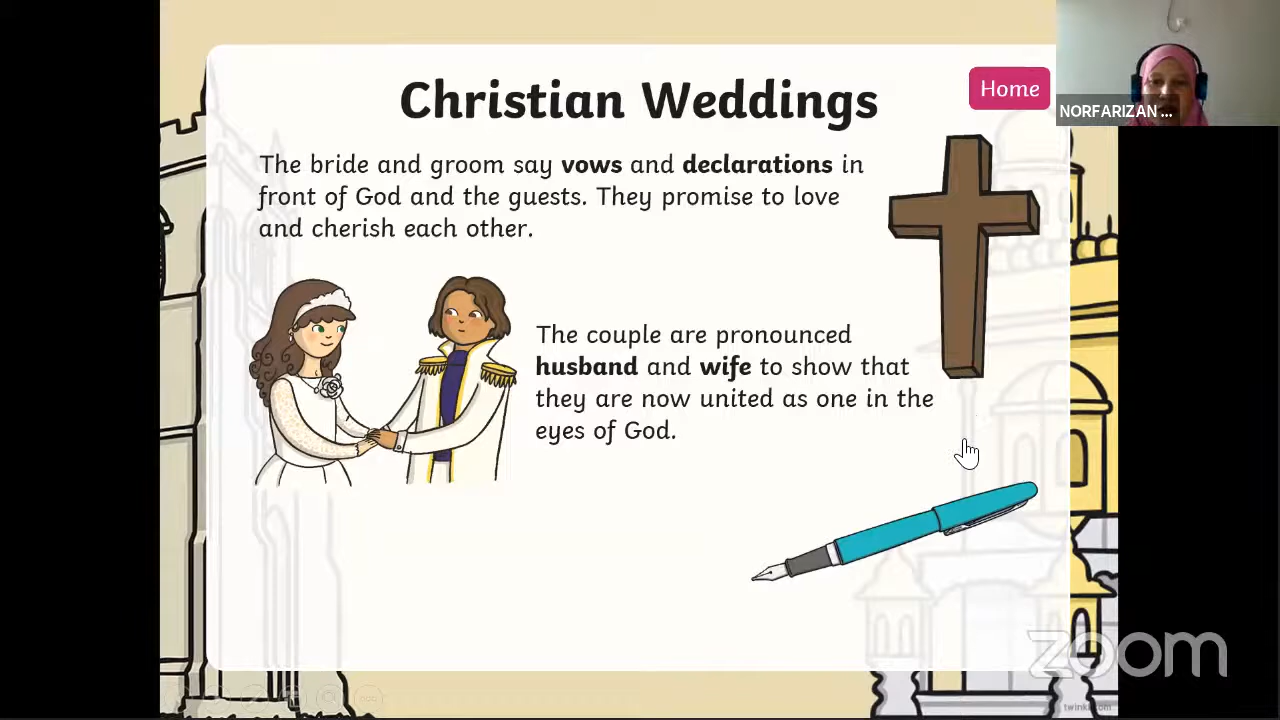 Christian Weddings
Home
NORFARIZAN ...
The bride and groom say vows and declarations in
front of God and the guests. They promise to love
and cherish each other.
The couple are pronounced
husband and wife to show that
they are now united as one in the
eyes of God.
zoom
twinkl.com